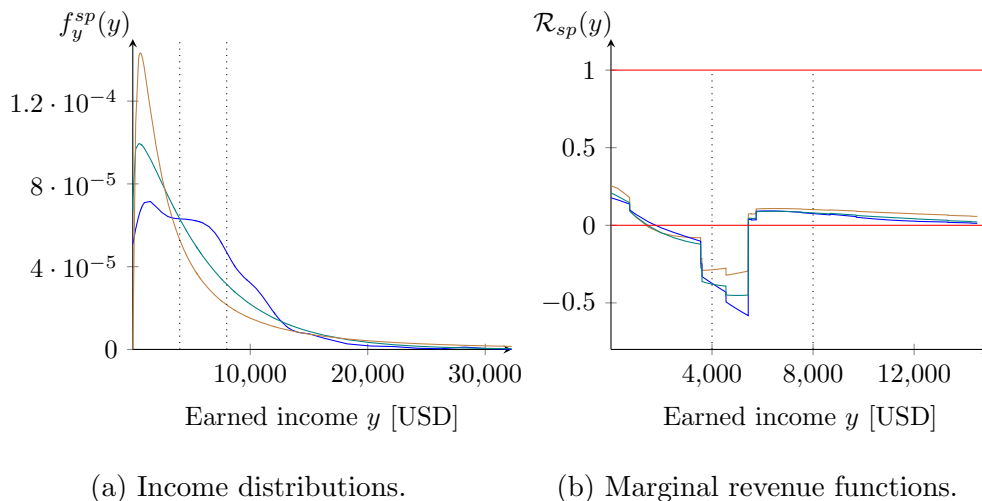 f_y^{sp}(y)
1.2 · 10^{-4}
8 · 10^{-5}
4 · 10^{-5}
0
10,000 20,000 30,000
Earned income y [USD]
(a) Income distributions.
R_{sp}(y)
1
0.5
0
−0.5
4,000 8,000 12,000
Earned income y [USD]
(b) Marginal revenue functions.